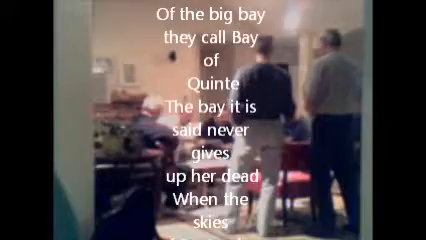 Of the big bay
they call Bay
of
Quinte
The bay it is
said never
gives
up her dead
When the
skies